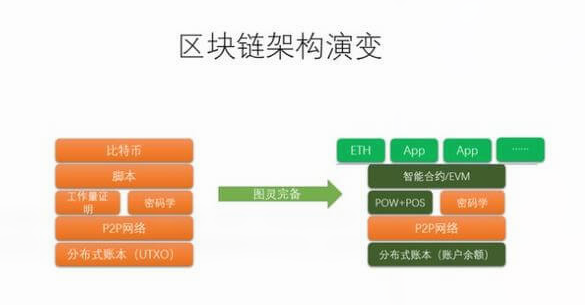 区块链架构演变
比特币
脚本
工作量证
明
密码学
P2P网络
分布式账本（UTXO）
图灵完备
ETH
App
App
······
智能合约/EVM
POW+POS
密码学
P2P网络
分布式账本（账户余额）